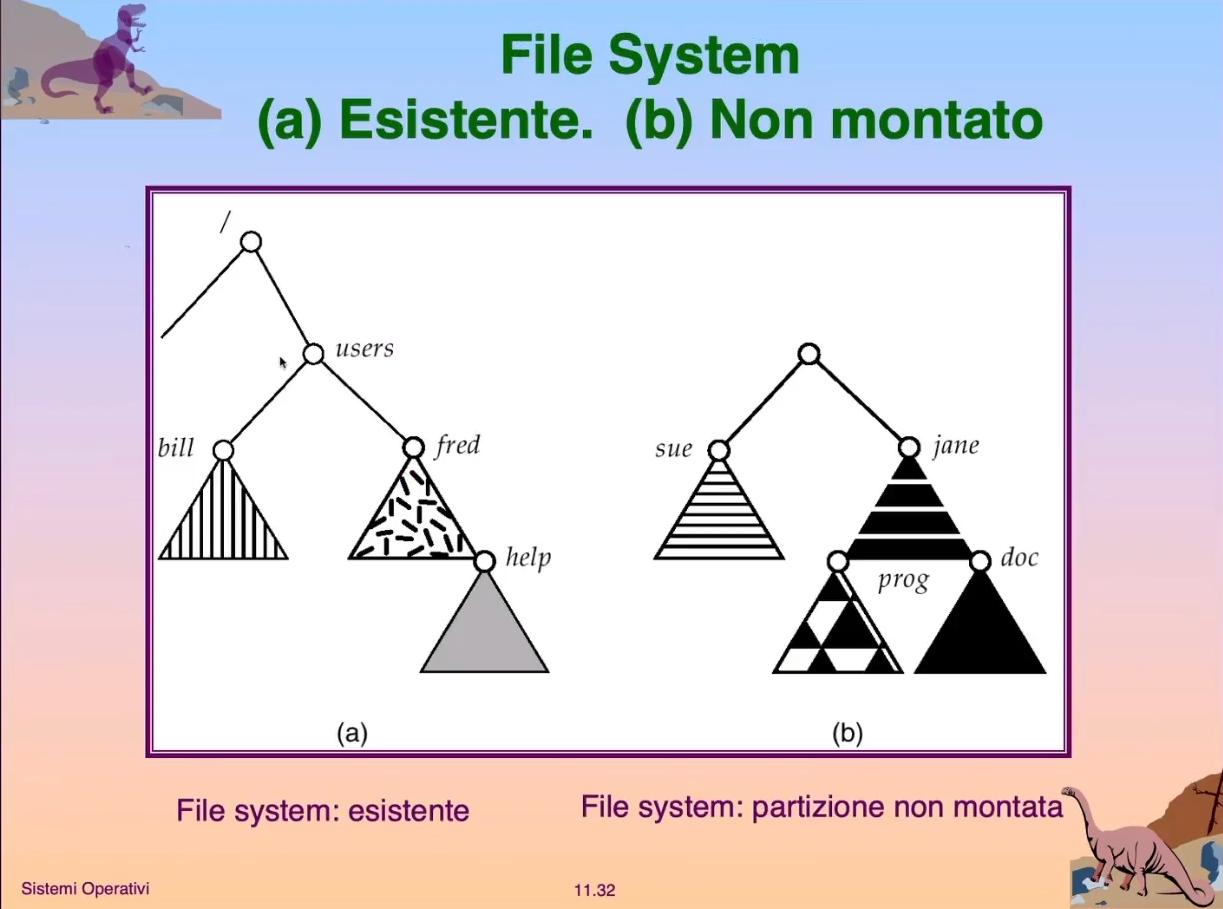 File System
(a) Esistente.  (b) Non montato
/
users
bill
fred
help
sue
jane
prog
doc
(a)
(b)
File system: esistente
File system: partizione non montata
Sistemi Operativi
11.32